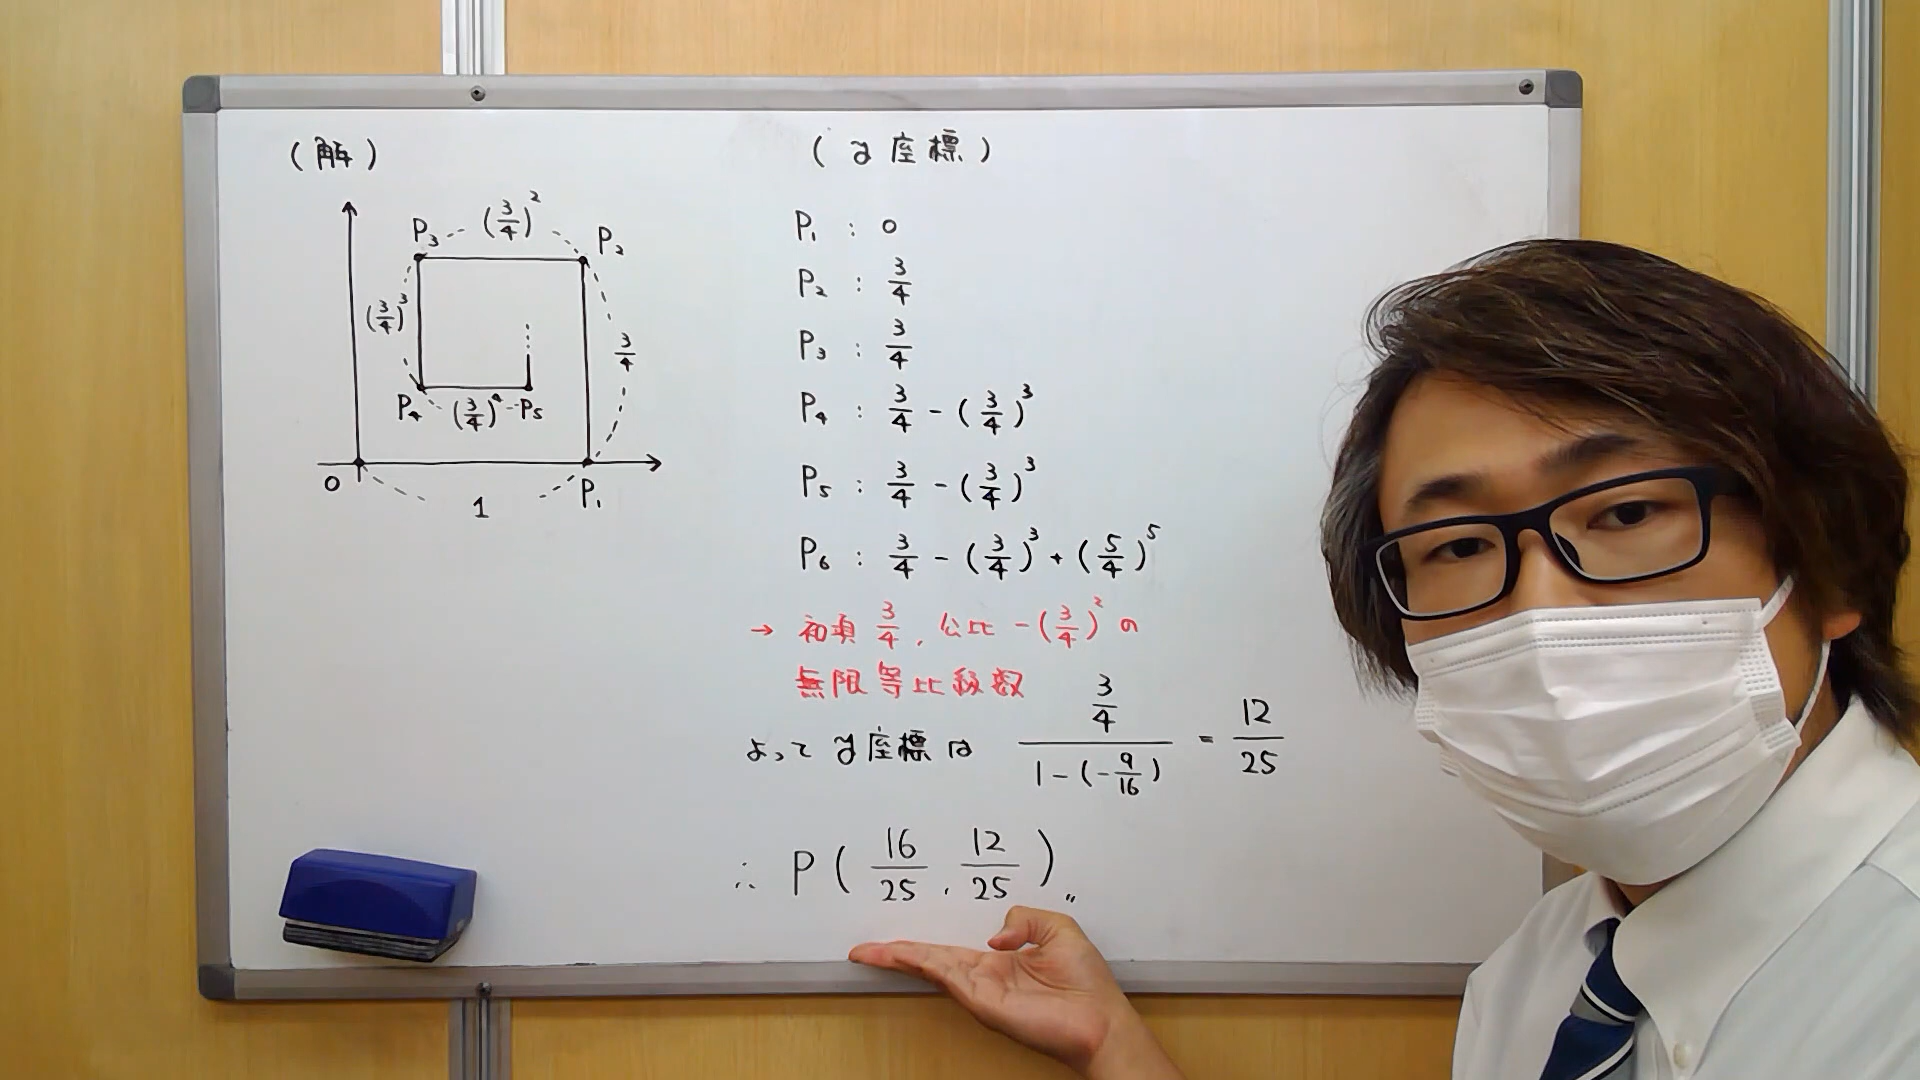 (解)
P₃ (3/4)² P₂
(3/4)³
3/4
P₄ (3/4)⁴ P₅
0 1 P₁
(y座標)
P₁ : 0
P₂ : 3/4
P₃ : 3/4
P₄ : 3/4 - (3/4)³
P₅ : 3/4 - (3/4)³
P₆ : 3/4 - (3/4)³ + (5/4)⁵
→ 初項 3/4, 公比 -(3/4)² の
無限等比級数
よって y座標は (3/4)/(1-(-9/16)) = 12/25
∴ P(16/25, 12/25)〃